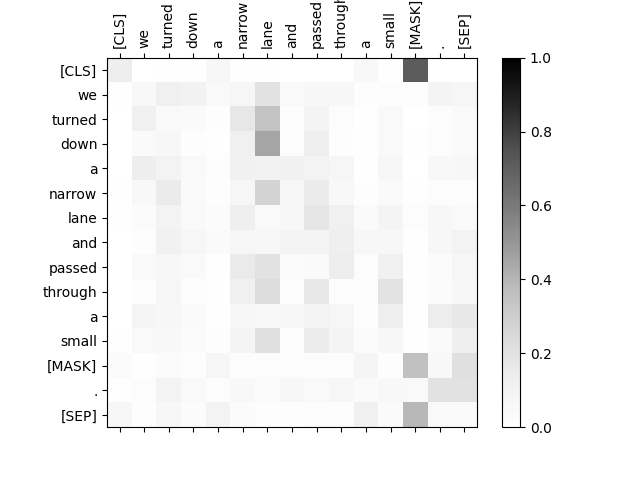 [CLS] we turned down a narrow lane and passed through a small [MASK] . [SEP]
[CLS]
we
turned
down
a
narrow
lane
and
passed
through
a
small
[MASK]
.
[SEP]
1.0
0.8
0.6
0.4
0.2
0.0